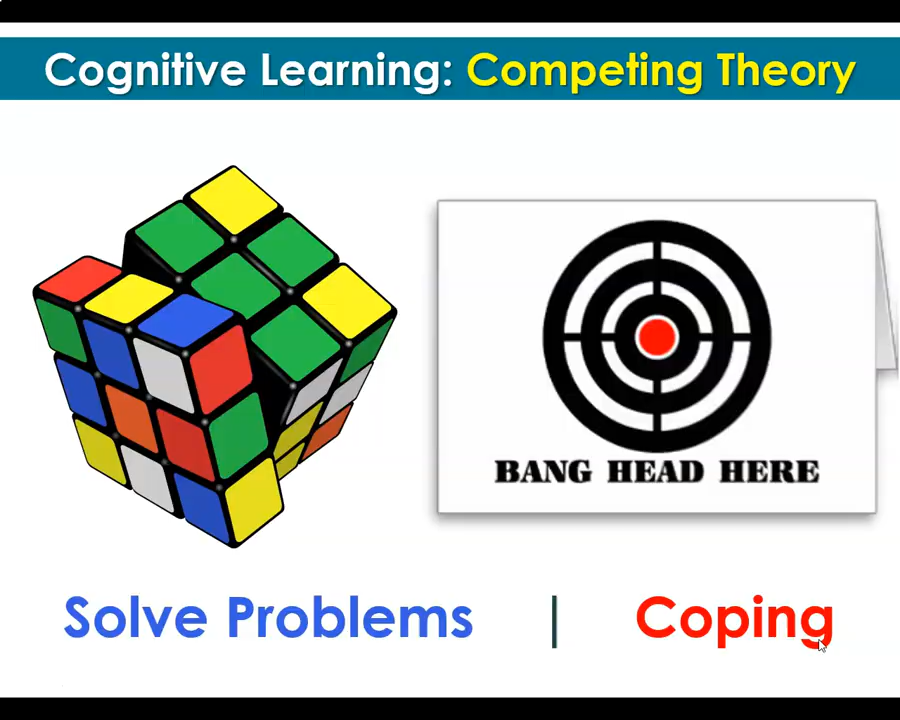 Cognitive Learning: Competing Theory
BANG HEAD HERE
Solve Problems | Coping